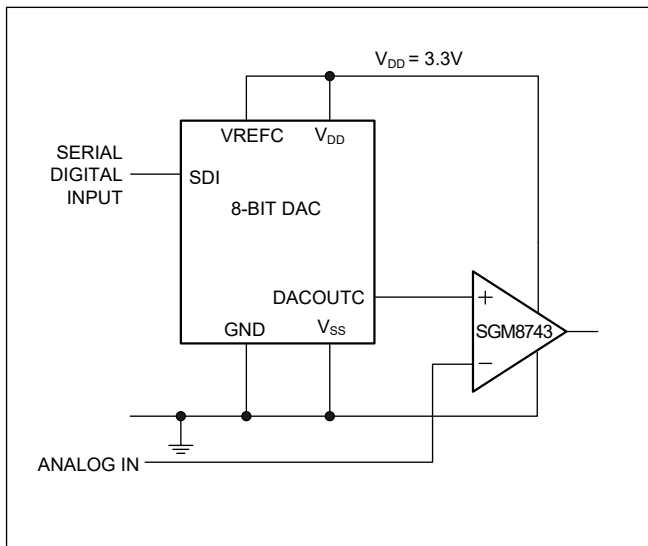 V_DD = 3.3V
VREFC V_DD
SERIAL
DIGITAL
INPUT
SDI
8-BIT DAC
DACOUTC
GND V_SS
+
SGM8743
−
ANALOG IN